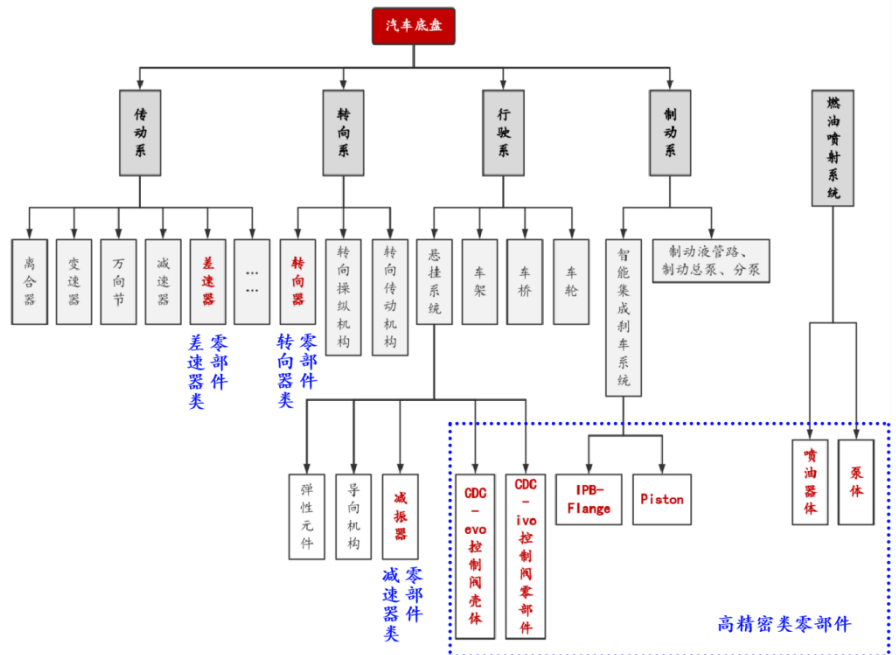 汽车底盘
传动系
转向系
行驶系
制动系
燃油喷射系统
离合器
变速器
万向节
减速器
差速器
……
转向器
转向操纵机构
转向传动机构
悬挂系统
车架
车桥
车轮
智能集成刹车系统
制动液管路、
制动总泵、分泵
差速器类
零部件
转向器类
零部件
弹性元件
导向机构
减振器
CDC-evo控制阀壳体
CDC-ivo控制阀零部件
IPB-
Flange
Piston
喷油器体
泵体
减速器类
零部件
高精密类零部件